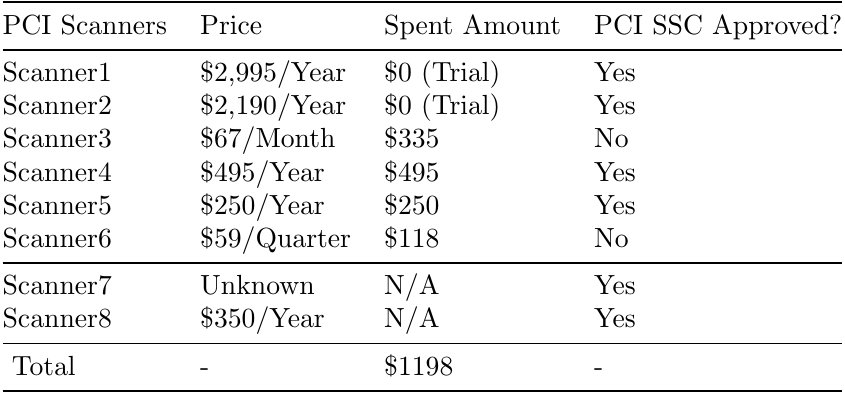 PCI Scanners Price Spent Amount PCI SSC Approved?
Scanner1 $2,995/Year $0 (Trial) Yes
Scanner2 $2,190/Year $0 (Trial) Yes
Scanner3 $67/Month $335 No
Scanner4 $495/Year $495 Yes
Scanner5 $250/Year $250 Yes
Scanner6 $59/Quarter $118 No
Scanner7 Unknown N/A Yes
Scanner8 $350/Year N/A Yes
Total - $1198 -